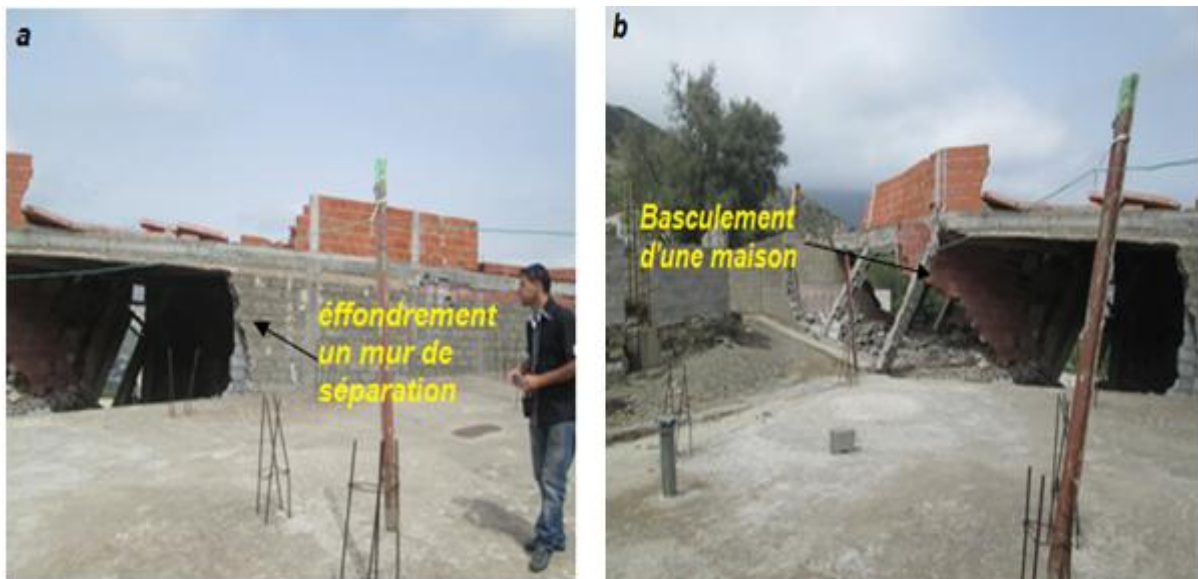 a
éffondrement
un mur de
séparation
b
Basculement
d'une maison